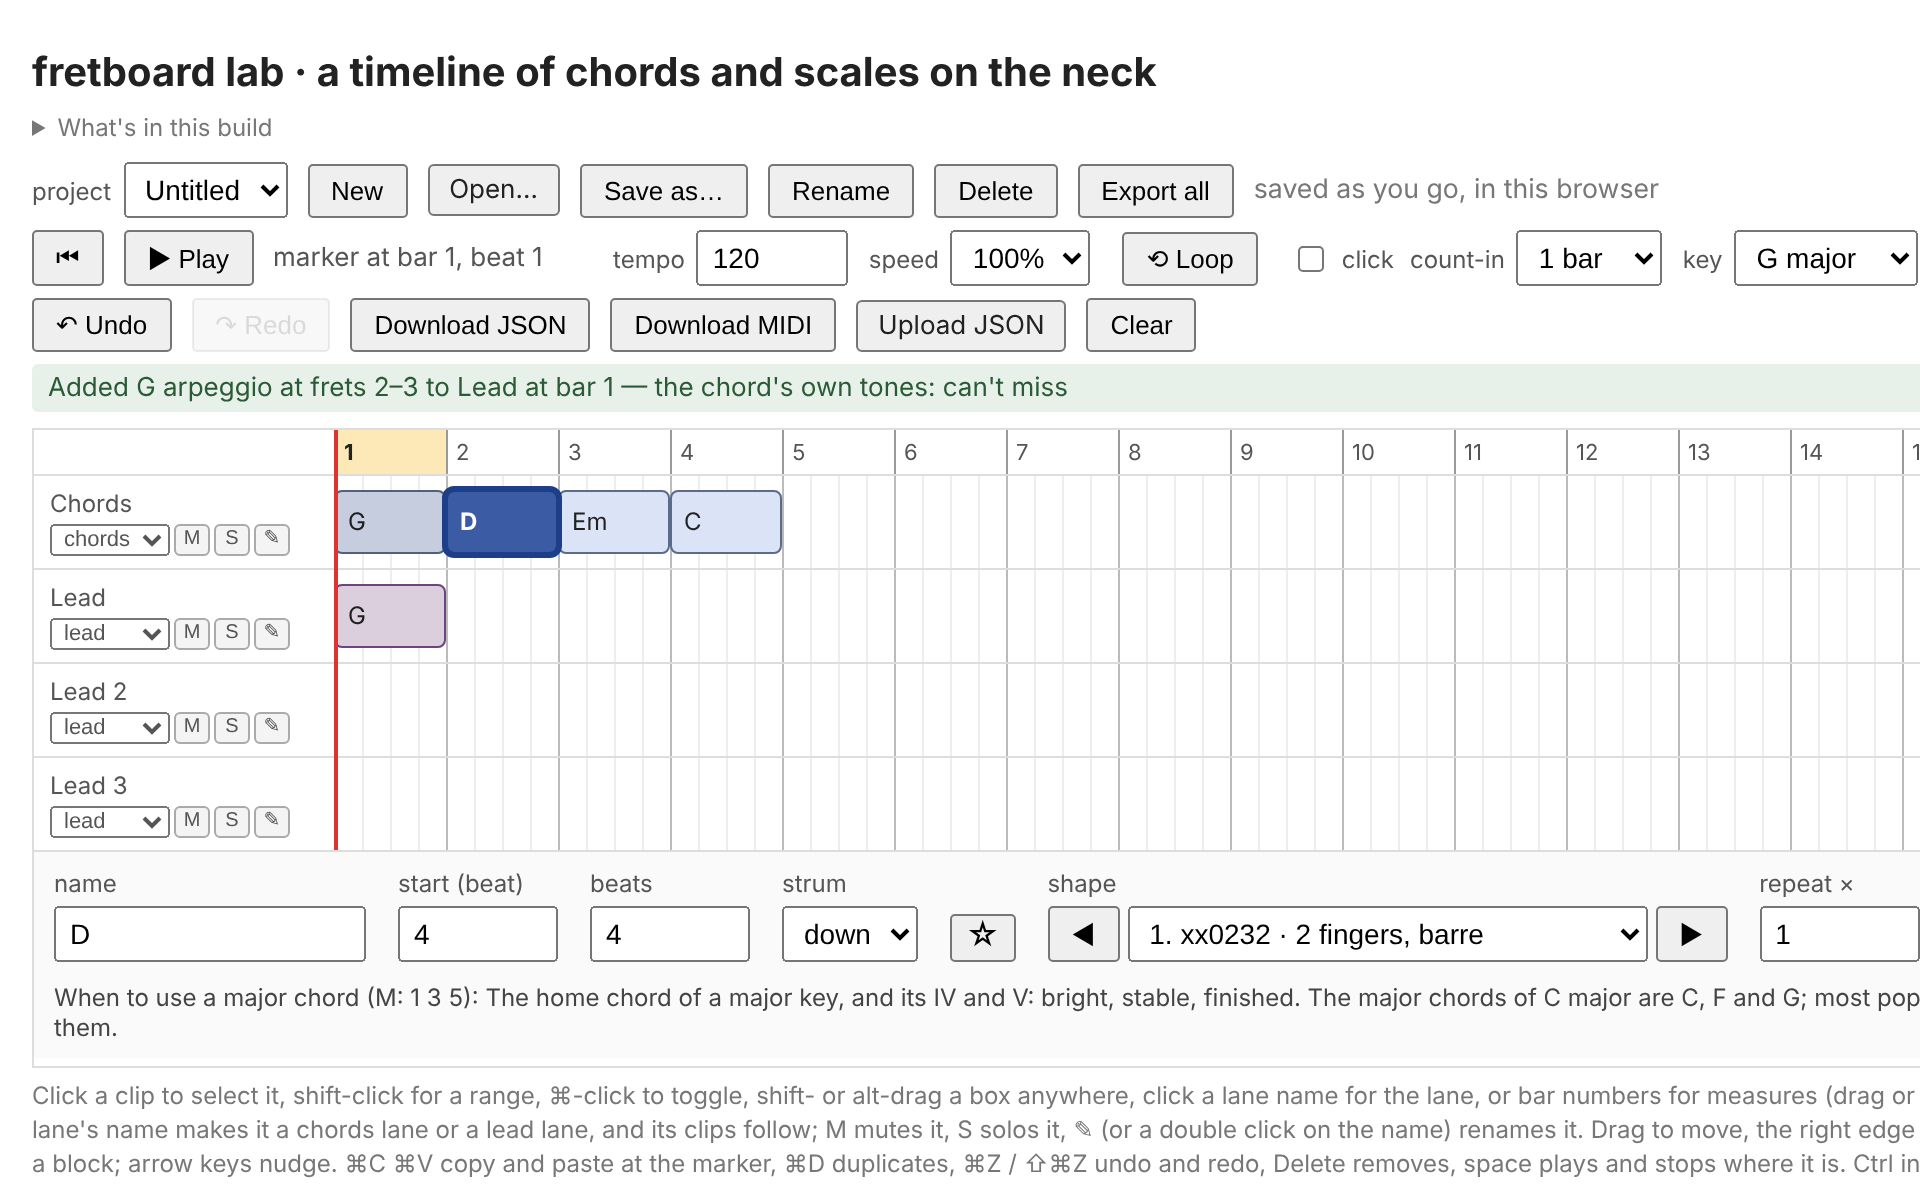 fretboard lab · a timeline of chords and scales on the neck
▶ What's in this build
project Untitled New Open... Save as... Rename Delete Export all saved as you go, in this browser
⏮ ▶ Play marker at bar 1, beat 1 tempo 120 speed 100% ⟲ Loop click count-in 1 bar key G major
↶ Undo ↷ Redo Download JSON Download MIDI Upload JSON Clear
Added G arpeggio at frets 2–3 to Lead at bar 1 — the chord's own tones: can't miss
1 2 3 4 5 6 7 8 9 10 11 12 13 14
Chords
chords M S ✎ G D Em C
Lead
lead M S ✎ G
Lead 2
lead M S ✎
Lead 3
lead M S ✎
name start (beat) beats strum shape repeat ×
D 4 4 down ☆ ◀ 1. xx0232 · 2 fingers, barre ▶ 1
When to use a major chord (M: 1 3 5): The home chord of a major key, and its IV and V: bright, stable, finished. The major chords of C major are C, F and G; most pop
them.
Click a clip to select it, shift-click for a range, ⌘-click to toggle, shift- or alt-drag a box anywhere, click a lane name for the lane, or bar numbers for measures (drag or
lane's name makes it a chords lane or a lead lane, and its clips follow; M mutes it, S solos it, ✎ (or a double click on the name) renames it. Drag to move, the right edge
a block; arrow keys nudge. ⌘C ⌘V copy and paste at the marker, ⌘D duplicates, ⌘Z / ⇧⌘Z undo and redo, Delete removes, space plays and stops where it is. Ctrl in